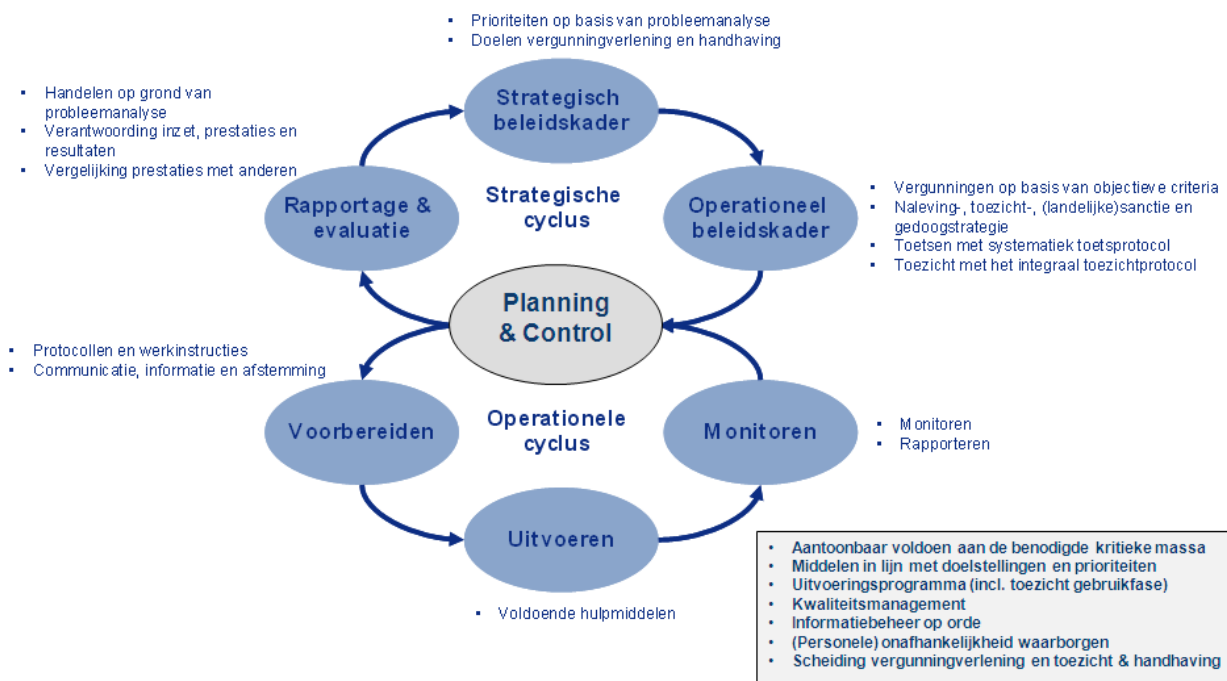 Prioriteiten op basis van probleemanalyse
Doelen vergunningverlening en handhaving
Handelen op grond van
probleemanalyse
Verantwoording inzet, prestaties en
resultaten
Vergelijking prestaties met anderen
Strategisch
beleidskader
Rapportage &
evaluatie
Strategische
cyclus
Operationeel
beleidskader
Vergunningen op basis van objectieve criteria
Naleving-, toezicht-, (landelijke)sanctie en
gedoogstrategie
Toetsen met systematiek toetsprotocol
Toezicht met het integraal toezichtprotocol
Planning
& Control
Protocollen en werkinstructies
Communicatie, informatie en afstemming
Voorbereiden
Operationele
cyclus
Monitoren
Monitoren
Rapporteren
Uitvoeren
Voldoende hulpmiddelen
Aantoonbaar voldoen aan de benodigde kritieke massa
Middelen in lijn met doelstellingen en prioriteiten
Uitvoeringsprogramma (incl. toezicht gebruikfase)
Kwaliteitsmanagement
Informatiebeheer op orde
(Personele) onafhankelijkheid waarborgen
Scheiding vergunningverlening en toezicht & handhaving